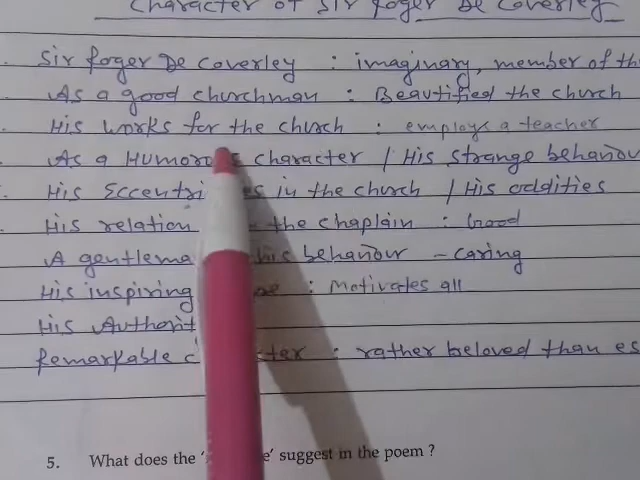 Character of Sir Roger De Coverley
Sir Roger De Coverley : imaginary, member of the
As a good churchman : Beautified the church
His works for the church : employs a teacher
As a Humorous character / His strange behaviou
His Eccentri es in the church / His oddities
His relation the chaplain : Good
A gentlema his behaviour - caring
His inspiring : Motivates all
His Authorit
Remarkable c ter : rather beloved than es
5. What does the ' e' suggest in the poem ?